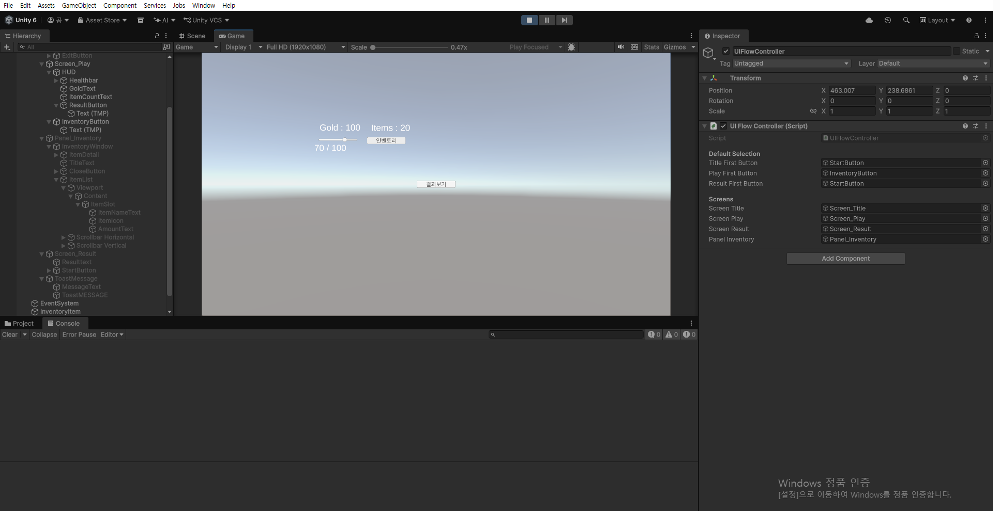 File Edit Assets GameObject Component Services Jobs Window Help
Unity 6 공 Asset Store AI Unity VCS Layout
Hierarchy
All
ExitButton
Screen_Play
HUD
Healthbar
GoldText
ItemCountText
ResultButton
Text (TMP)
InventoryButton
Text (TMP)
Panel_Inventory
InventoryWindow
ItemDetail
TitleText
CloseButton
ItemList
Viewport
Content
ItemSlot
ItemNameText
ItemIcon
AmountText
Scrollbar Horizontal
Scrollbar Vertical
Screen_Result
Resulttext
StartButton
ToastMessage
MessageText
ToastMESSAGE
EventSystem
InventoryItem
Scene Game
Game Display 1 Full HD (1920x1080) Scale 0.47x Play Focused Stats Gizmos
Gold : 100 Items : 20
인벤토리
70 / 100
결과보기
Project Console
Clear Collapse Error Pause Editor 0 0 0
Inspector
UIFlowController Static
Tag Untagged Layer Default
Transform
Position X 463.007 Y 238.6861 Z 0
Rotation X 0 Y 0 Z 0
Scale X 1 Y 1 Z 1
# UI Flow Controller (Script)
Script UIFlowController
Default Selection
Title First Button StartButton
Play First Button InventoryButton
Result First Button StartButton
Screens
Screen Title Screen_Title
Screen Play Screen_Play
Screen Result Screen_Result
Panel Inventory Panel_Inventory
Add Component
Windows 정품 인증
[설정]으로 이동하여 Windows를 정품 인증합니다.